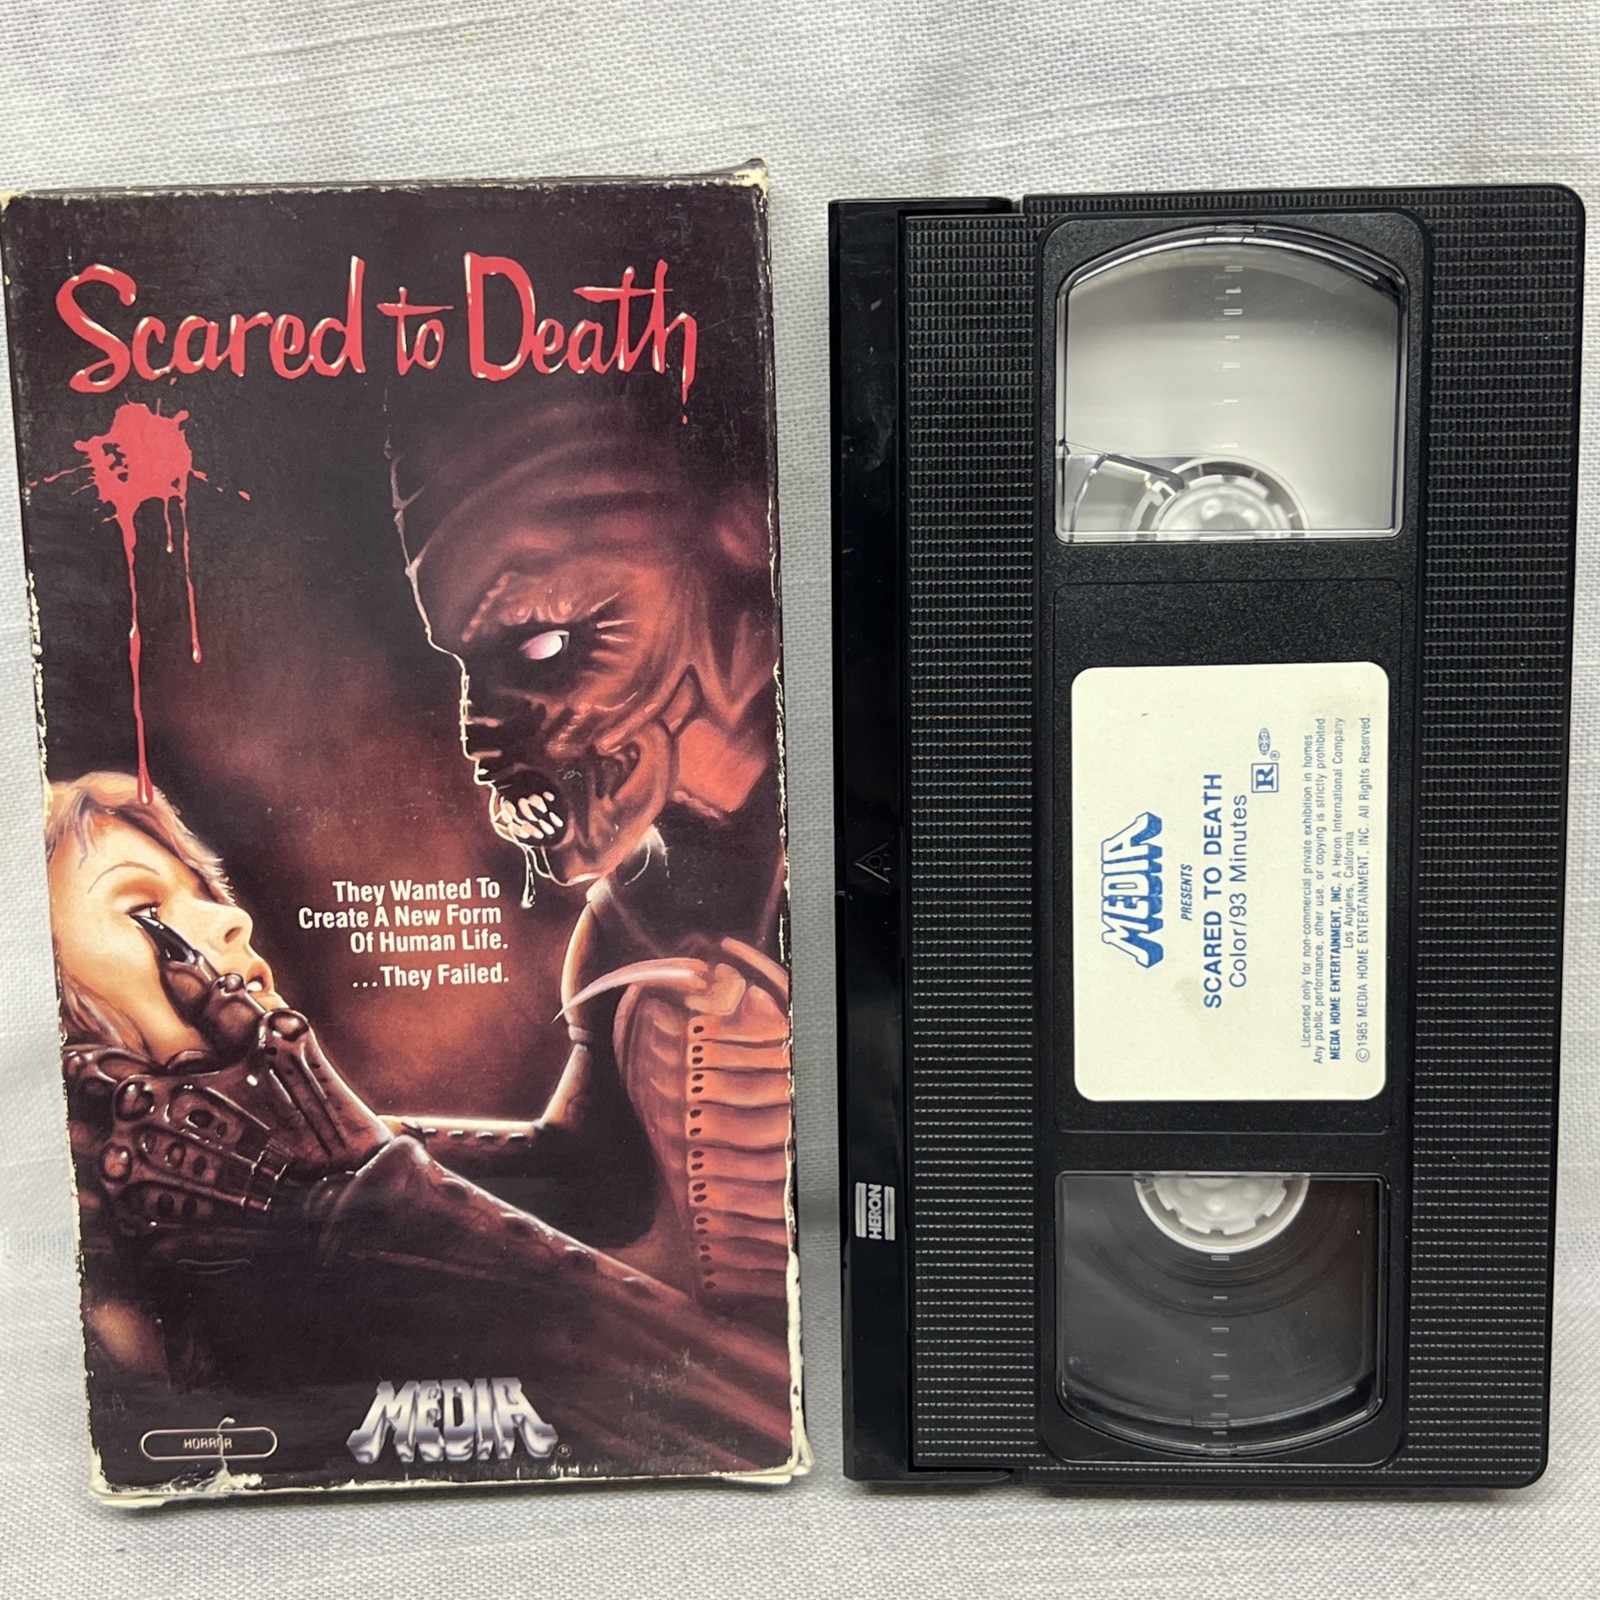 Scared to Death
They Wanted To
Create A New Form
Of Human Life.
...They Failed.
HORROR
MEDIA®
HERON
MEDIA
PRESENTS
SCARED TO DEATH
Color/93 Minutes
R®
Licensed only for non-commercial private exhibition in homes
Any public performance, other use, or copying is strictly prohibited.
MEDIA HOME ENTERTAINMENT, INC. A Heron International Company
Los Angeles, California
©1985 MEDIA HOME ENTERTAINMENT, INC. All Rights Reserved.